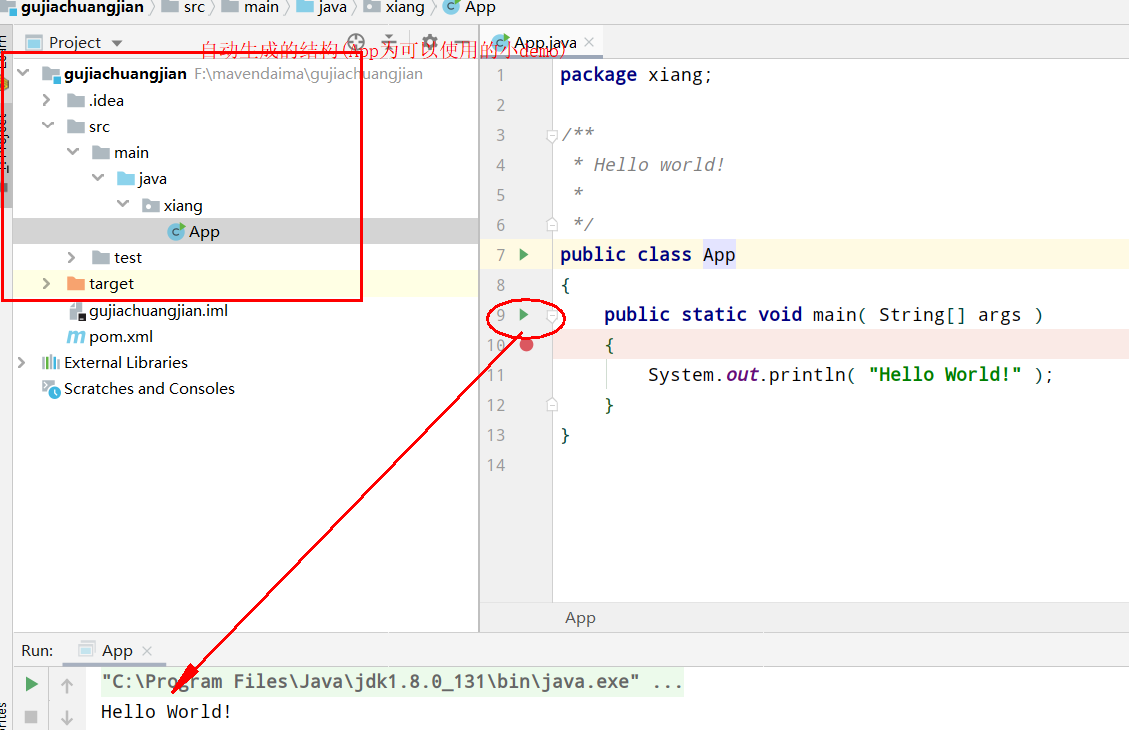 gujiachuangjian src main java xiang App
Project
App.java
自动生成的结构(App为可以使用的小demo)
gujiachuangjian F:\mavendaima\gujiachuangjian
.idea
src
main
java
xiang
App
test
target
gujiachuangjian.iml
pom.xml
External Libraries
Scratches and Consoles
1 package xiang;
2
3 /**
4 * Hello world!
5 *
6 */
7 public class App
8 {
9 public static void main( String[] args )
10 {
11 System.out.println( "Hello World!" );
12 }
13 }
14
App
Run: App
"C:\Program Files\Java\jdk1.8.0_131\bin\java.exe" ...
Hello World!